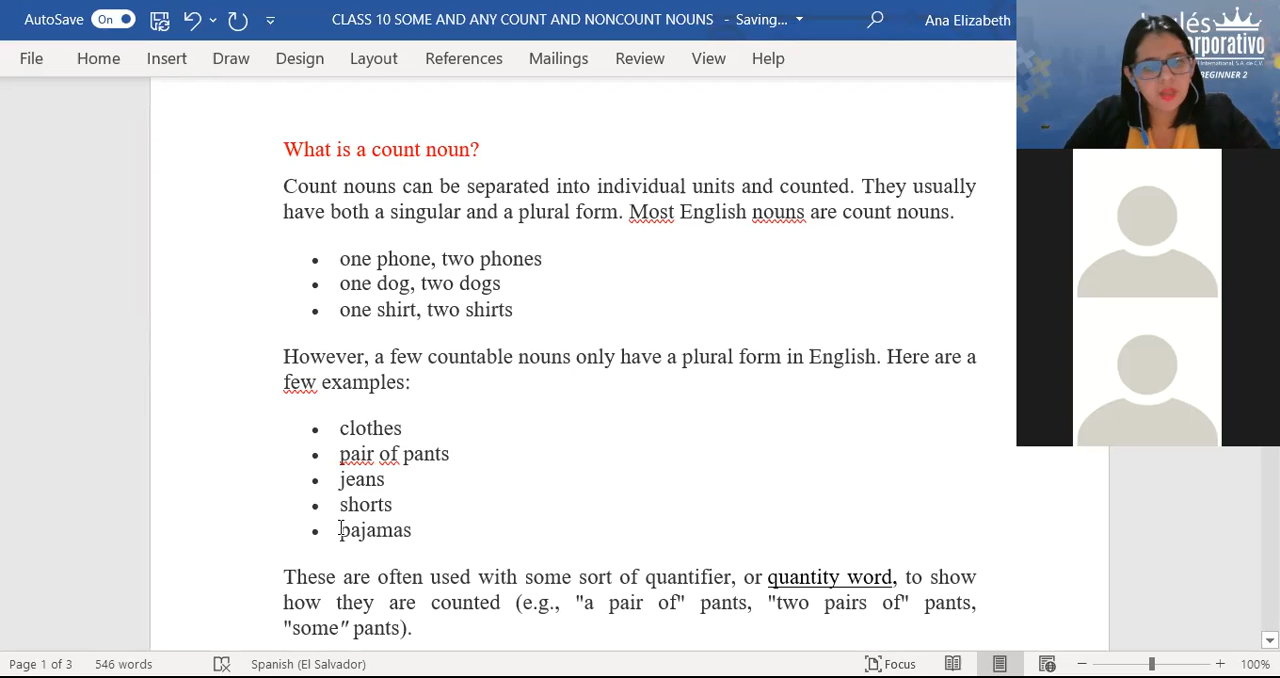 AutoSave On CLASS 10 SOME AND ANY COUNT AND NONCOUNT NOUNS - Saving... Ana Elizabeth
File Home Insert Draw Design Layout References Mailings Review View Help
BEGINNER 2
What is a count noun?
Count nouns can be separated into individual units and counted. They usually
have both a singular and a plural form. Most English nouns are count nouns.
• one phone, two phones
• one dog, two dogs
• one shirt, two shirts
However, a few countable nouns only have a plural form in English. Here are a
few examples:
• clothes
• pair of pants
• jeans
• shorts
• pajamas
These are often used with some sort of quantifier, or quantity word, to show
how they are counted (e.g., "a pair of" pants, "two pairs of" pants,
"some" pants).
Page 1 of 3 546 words Spanish (El Salvador) Focus 100%